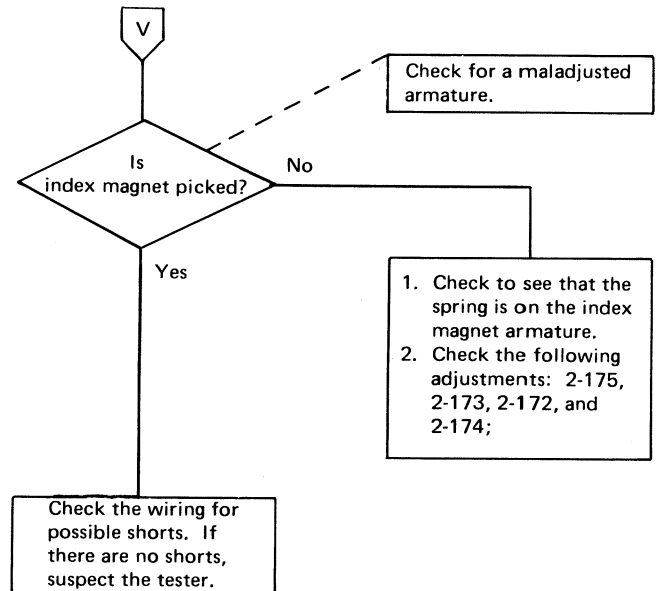 V
Check for a maladjusted
armature.
Is
index magnet picked?
No
Yes
1. Check to see that the
spring is on the index
magnet armature.
2. Check the following
adjustments: 2-175,
2-173, 2-172, and
2-174;
Check the wiring for
possible shorts. If
there are no shorts,
suspect the tester.